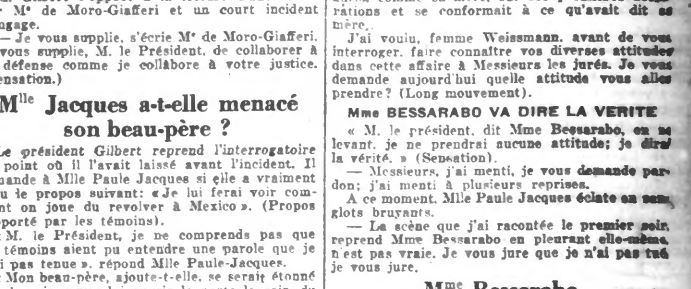 Mᵉ de Moro-Giafferi et un court incident
ngage.
— Je vous supplie, s'écrie Mᵉ de Moro-Giafferi,
vous supplie, M. le Président, de collaborer à
défense comme je collabore à votre justice.
ensation.)
Mlle Jacques a-t-elle menacé
son beau-père ?
Le président Gilbert reprend l'interrogatoire
point où il l'avait laissé avant l'incident. Il
mande à Mlle Paule Jacques si elle a vraiment
u le propos suivant: « Je lui ferai voir com-
nt on joue du revolver à Mexico ». (Propos
pporté par les témoins).
M. le Président, je ne comprends pas que
témoins aient pu entendre une parole que je
i pas tenue », répond Mlle Paule-Jacques.
Mon beau-père, ajoute-t-elle, se serait étonné
rations et se conformait à ce qu'avait dit sa
mère.
J'ai voulu, femme Weissmann, avant de vous
interroger, faire connaître vos diverses attitudes
dans cette affaire à Messieurs les jurés. Je vous
demande aujourd'hui quelle attitude vous allez
prendre ? (Long mouvement).
Mme BESSARABO VA DIRE LA VERITE
« M. le président, dit Mme Bessarabo, en se
levant, je ne prendrai aucune attitude; je dirai
la vérité. » (Sensation).
— Messieurs, j'ai menti, je vous demande par-
don; j'ai menti à plusieurs reprises.
A ce moment, Mlle Paule Jacques éclate en san-
glots bruyants.
— La scène que j'ai racontée le premier soir,
reprend Mme Bessarabo en pleurant elle-même,
n'est pas vraie. Je vous jure que je n'ai pas tué
je vous jure.
Mme Bessarabo